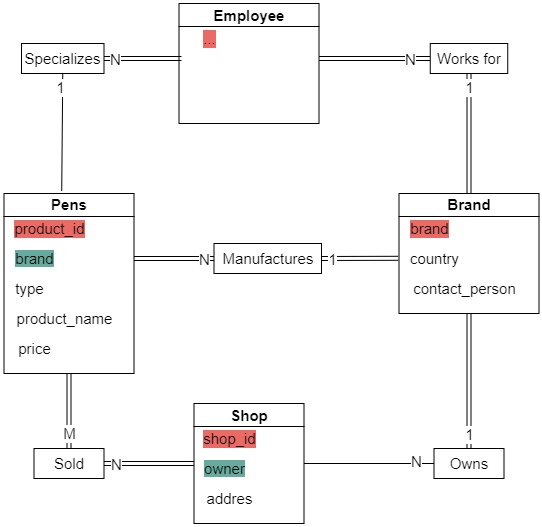 Employee
...
Specializes
N
N
Works for
1
1
Pens
product_id
brand
type
product_name
price
N
Manufactures
1
Brand
brand
country
contact_person
M
1
Shop
shop_id
owner
addres
Sold
N
N
Owns